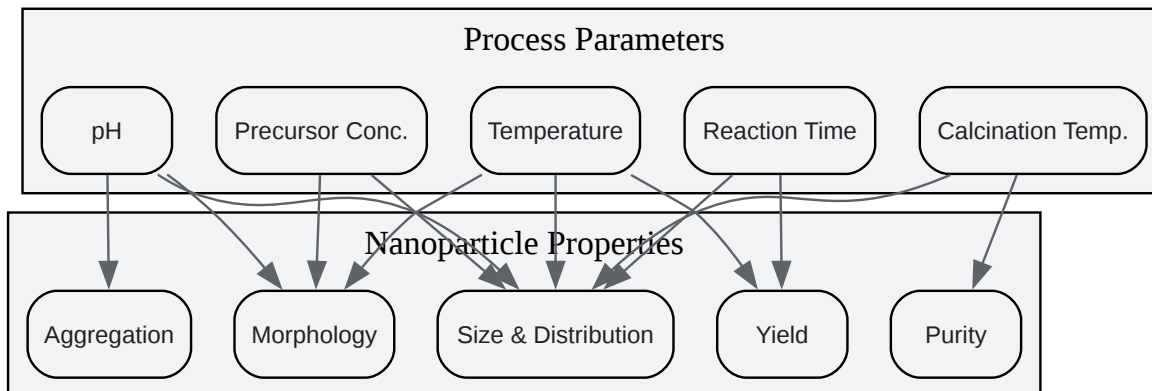 Process Parameters
pH
Precursor Conc.
Temperature
Reaction Time
Calcination Temp.
Nanoparticle Properties
Aggregation
Morphology
Size & Distribution
Yield
Purity